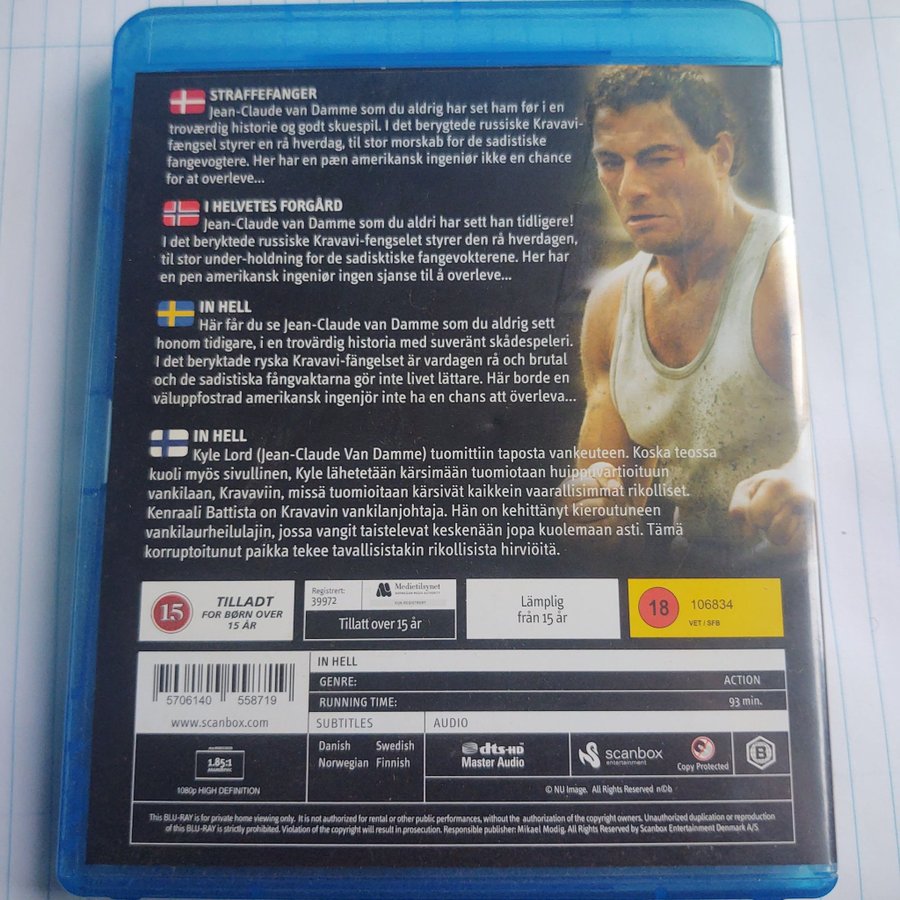 STRAFFEFANGER
Jean-Claude van Damme som du aldrig har set ham før i en
troværdig historie og godt skuespil. I det berygtede russiske Kravavi-
fængsel styrer en rå hverdag, til stor morskab for de sadistiske
fangevogtere. Her har en pæn amerikansk ingeniør ikke en chance
for at overleve...
I HELVETES FORGÅRD
Jean-Claude van Damme som du aldri har sett han tidligere!
I det beryktede russiske Kravavi-fengselet styrer den rå hverdagen,
til stor under-holdning for de sadisktiske fangevokterene. Her har
en pen amerikansk ingeniør ingen sjanse til å overleve...
IN HELL
Här får du se Jean-Claude van Damme som du aldrig sett
honom tidigare, i en trovärdig historia med suveränt skådespeleri.
I det beryktade ryska Kravavi-fängelset är vardagen rå och brutal
och de sadistiska fångvaktarna gör inte livet lättare. Här borde en
väluppfostrad amerikansk ingenjör inte ha en chans att överleva...
IN HELL
Kyle Lord (Jean-Claude Van Damme) tuomittiin taposta vankeuteen. Koska teossa
kuoli myös sivullinen, Kyle lähetetään kärsimään tuomiotaan huippuvartioituun
vankilaan, Kravaviin, missä tuomioitaan kärsivät kaikkein vaarallisimmat rikolliset.
Kenraali Battista on Kravavin vankilanjohtaja. Hän on kehittänyt kieroutuneen
vankilaurheilulajin, jossa vangit taistelevat keskenään jopa kuolemaan asti. Tämä
korruptoitunut paikka tekee tavallisistakin rikollisista hirviöitä.
15
TILLADT
FOR BØRN OVER
15 ÅR
Registrert:
39972
Medietilsynet
NORWEGIAN MEDIA AUTHORITY
FOR REGISTRERT
Tillatt over 15 år
Lämplig
från 15 år
18
106834
VET / SFB
5706140 558719
www.scanbox.com
IN HELL
GENRE: ACTION
RUNNING TIME: 93 min.
SUBTITLES AUDIO
Danish Swedish
Norwegian Finnish
1.85:1
1080p HIGH DEFINITION
dts-HD
Master Audio
scanbox
entertainment
Copy Protected
B
© NU Image. All Rights Reserved n©b
This BLU-RAY is for private home viewing only. It is not authorized for rental or other public performances, without the authorization of the copyright owners. Unauthorized duplication or reproduction
of this BLU-RAY is strictly prohibited. Violation of the copyright will result in prosecution. Responsible publisher: Mikael Modig. All Rights Reserved by Scanbox Entertainment Denmark A/S.